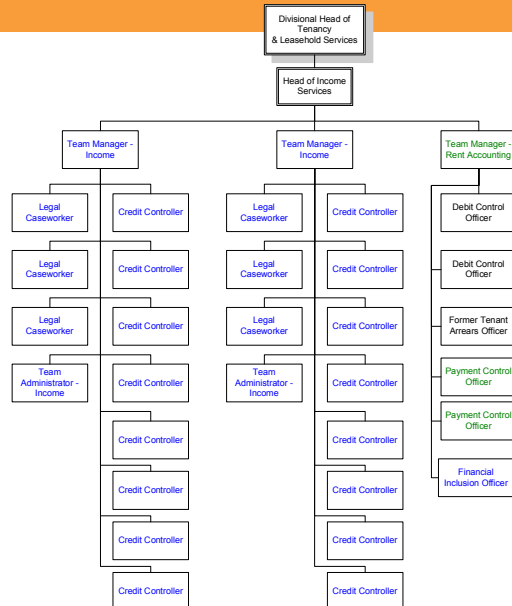 Divisional Head of
Tenancy
& Leasehold Services
Head of Income
Services
Team Manager -
Income
Team Manager -
Income
Team Manager -
Rent Accounting
Legal
Caseworker
Credit Controller
Legal
Caseworker
Credit Controller
Debit Control
Officer
Legal
Caseworker
Credit Controller
Legal
Caseworker
Credit Controller
Debit Control
Officer
Legal
Caseworker
Credit Controller
Legal
Caseworker
Credit Controller
Former Tenant
Arrears Officer
Team
Administrator -
Income
Credit Controller
Team
Administrator -
Income
Credit Controller
Payment Control
Officer
Payment Control
Officer
Credit Controller
Credit Controller
Financial
Inclusion Officer
Credit Controller
Credit Controller
Credit Controller
Credit Controller
Credit Controller
Credit Controller